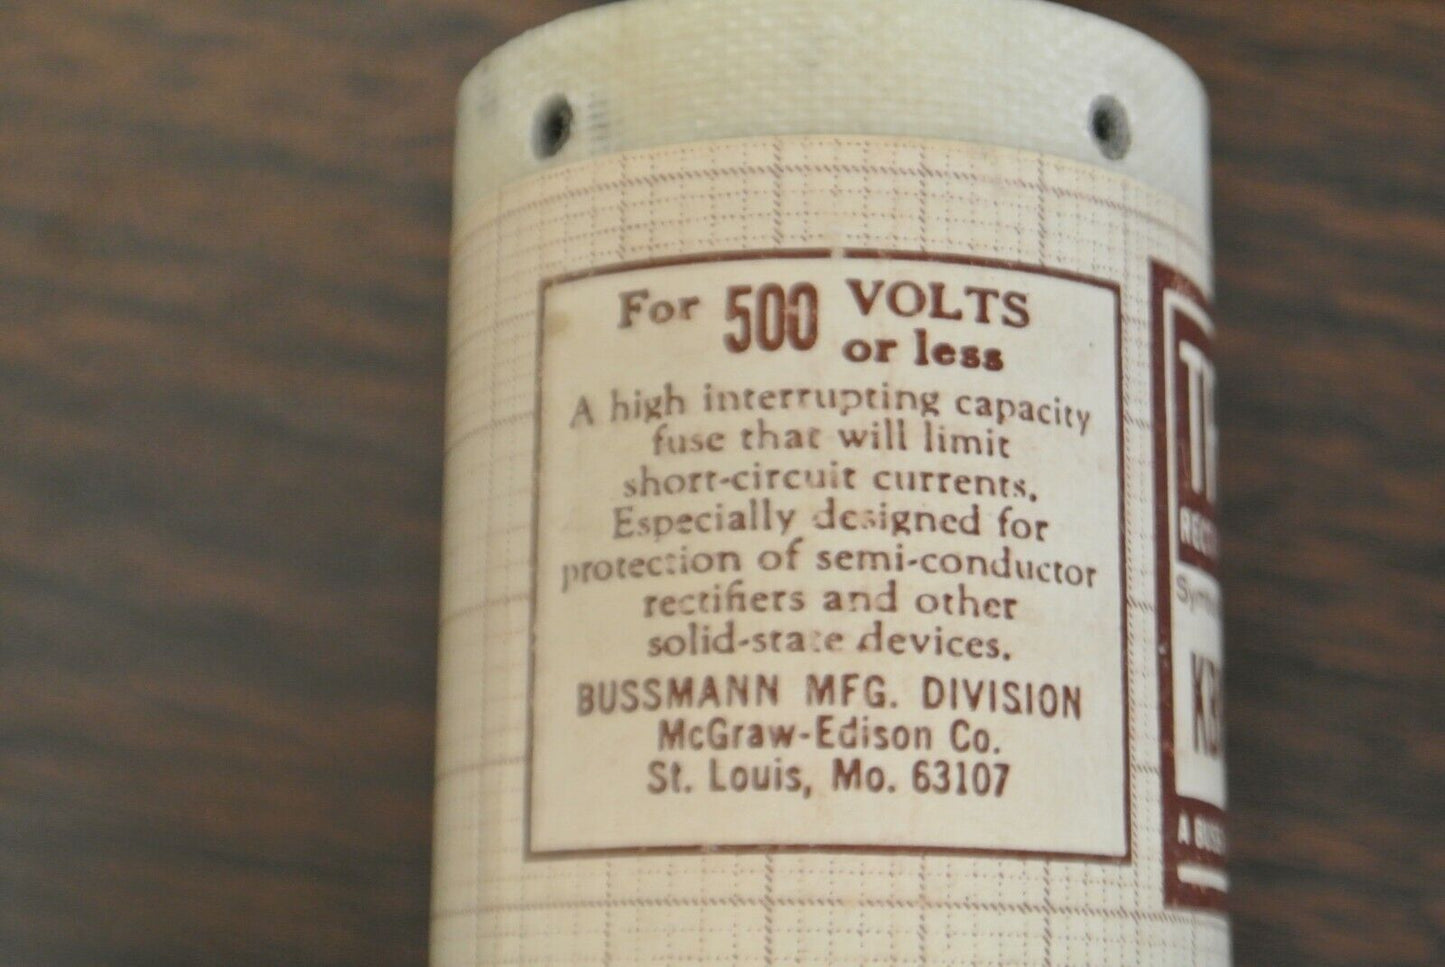 For 500 VOLTS
or less
A high interrupting capacity
fuse that will limit
short-circuit currents.
Especially designed for
protection of semi-conductor
rectifiers and other
solid-state devices.
BUSSMANN MFG. DIVISION
McGraw-Edison Co.
St. Louis, Mo. 63107
A